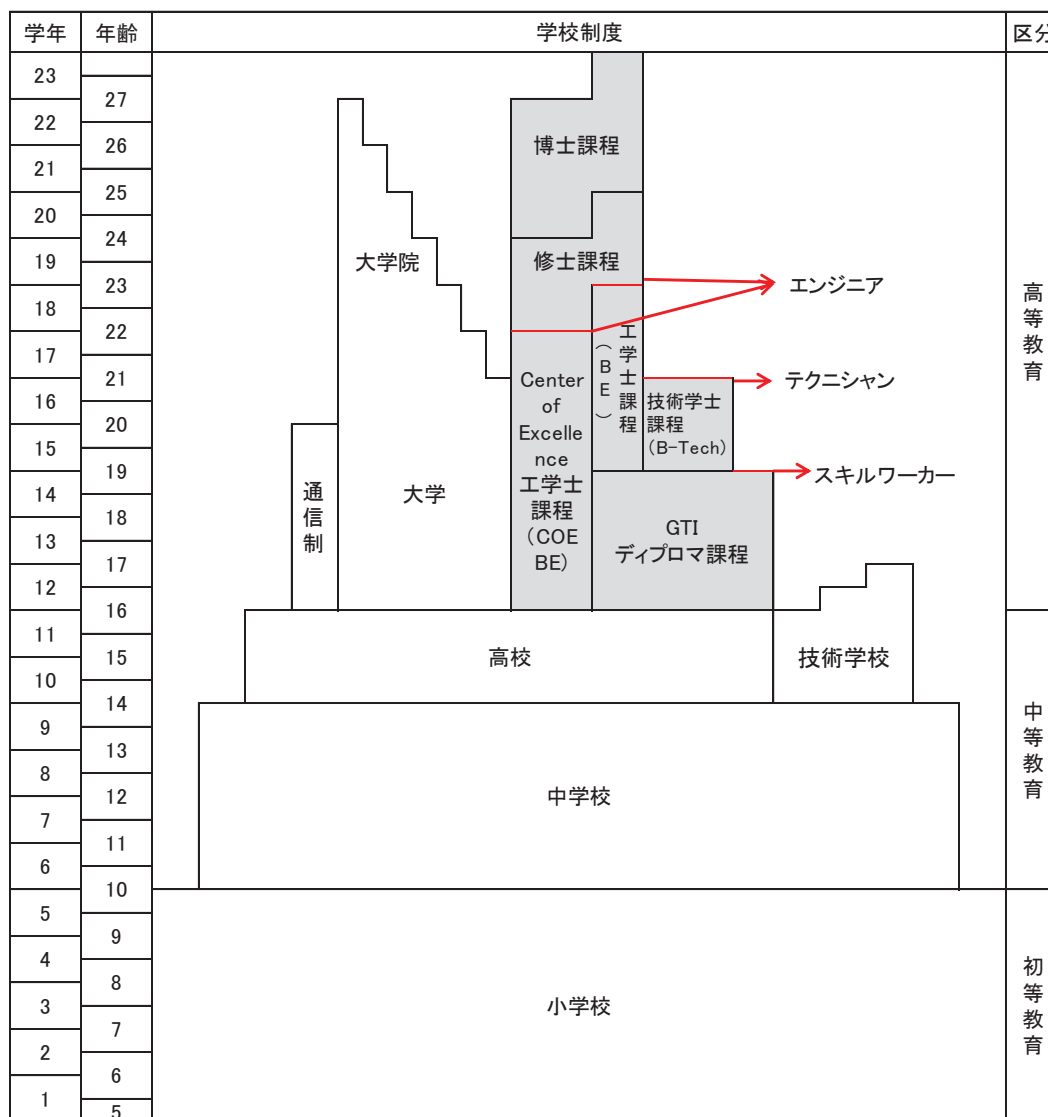 学年 年齢 学校制度 区分
23
27
22
26
21
25
20
24
19
23
18
22
17
21
16
20
15
19
14
18
13
17
12
16
11
15
10
14
9
13
8
12
7
11
6
10
5
9
4
8
3
7
2
6
1
5
博士課程
修士課程
大学院
エンジニア
工学士課程
（BE）
テクニシャン
技術学士
課程
（B-Tech）
スキルワーカー
Center
of
Excelle
nce
工学士
課程
（COE
BE）
大学
通信制
GTI
ディプロマ課程
高校
技術学校
中学校
小学校
高等教育
中等教育
初等教育